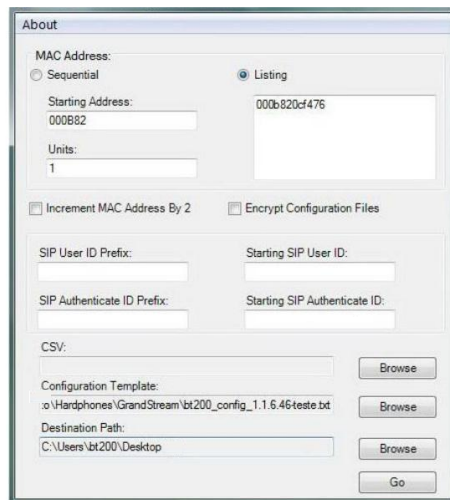 About
MAC Address:
Sequential
Listing
Starting Address:
000B82
000b820cf476
Units:
1
Increment MAC Address By 2
Encrypt Configuration Files
SIP User ID Prefix:
Starting SIP User ID:
SIP Authenticate ID Prefix:
Starting SIP Authenticate ID:
CSV:
Browse
Configuration Template:
:o\Hardphones\GrandStream\bt200_config_1.1.6.46-teste.txt
Browse
Destination Path:
C:\Users\bt200\Desktop
Browse
Go